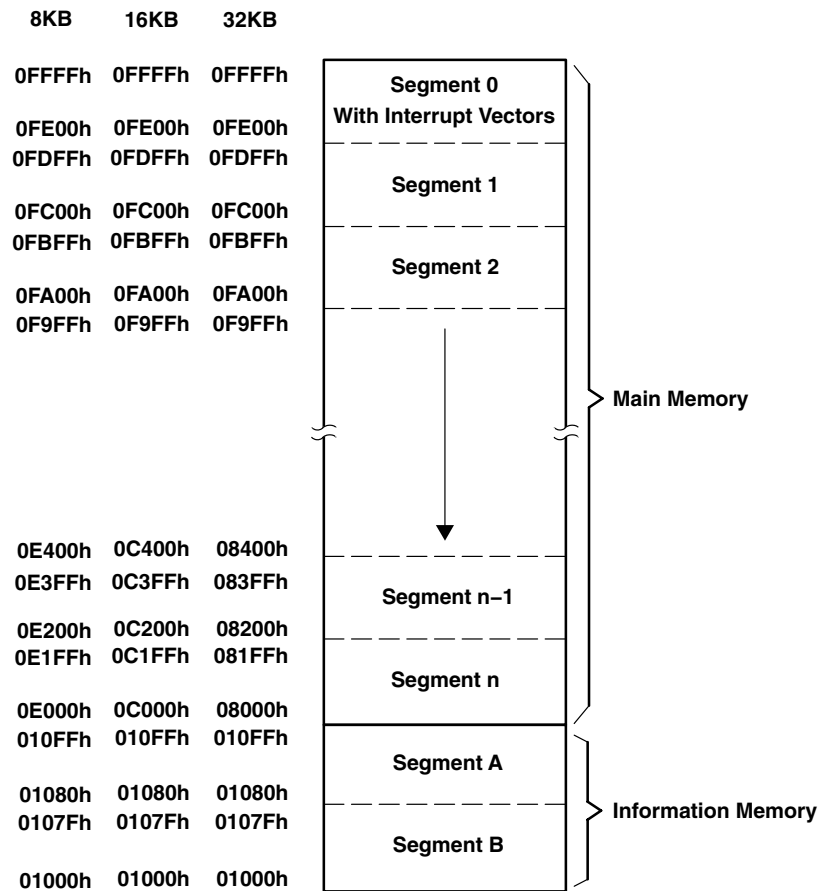 8KB 16KB 32KB
0FFFFh 0FFFFh 0FFFFh
Segment 0
With Interrupt Vectors
0FE00h 0FE00h 0FE00h
0FDFFh 0FDFFh 0FDFFh
Segment 1
0FC00h 0FC00h 0FC00h
0FBFFh 0FBFFh 0FBFFh
Segment 2
0FA00h 0FA00h 0FA00h
0F9FFh 0F9FFh 0F9FFh
Main Memory
0E400h 0C400h 08400h
0E3FFh 0C3FFh 083FFh
Segment n−1
0E200h 0C200h 08200h
0E1FFh 0C1FFh 081FFh
Segment n
0E000h 0C000h 08000h
010FFh 010FFh 010FFh
Segment A
01080h 01080h 01080h
0107Fh 0107Fh 0107Fh
Information Memory
Segment B
01000h 01000h 01000h